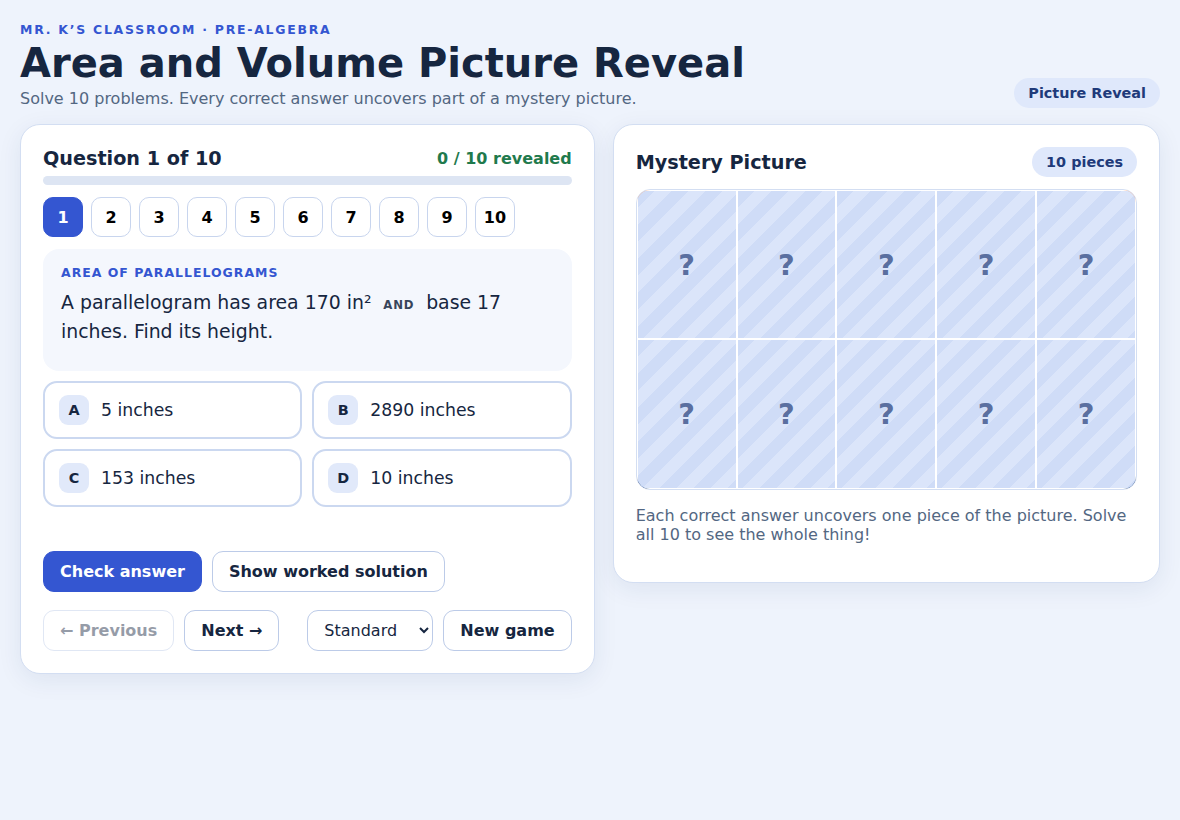 MR. K’S CLASSROOM · PRE-ALGEBRA
Area and Volume Picture Reveal
Solve 10 problems. Every correct answer uncovers part of a mystery picture.
Picture Reveal
Question 1 of 10
0 / 10 revealed
1 2 3 4 5 6 7 8 9 10
AREA OF PARALLELOGRAMS
A parallelogram has area 170 in² AND base 17
inches. Find its height.
A 5 inches
B 2890 inches
C 153 inches
D 10 inches
Check answer
Show worked solution
← Previous
Next →
Standard
New game
Mystery Picture
10 pieces
? ? ? ? ?
? ? ? ? ?
Each correct answer uncovers one piece of the picture. Solve
all 10 to see the whole thing!